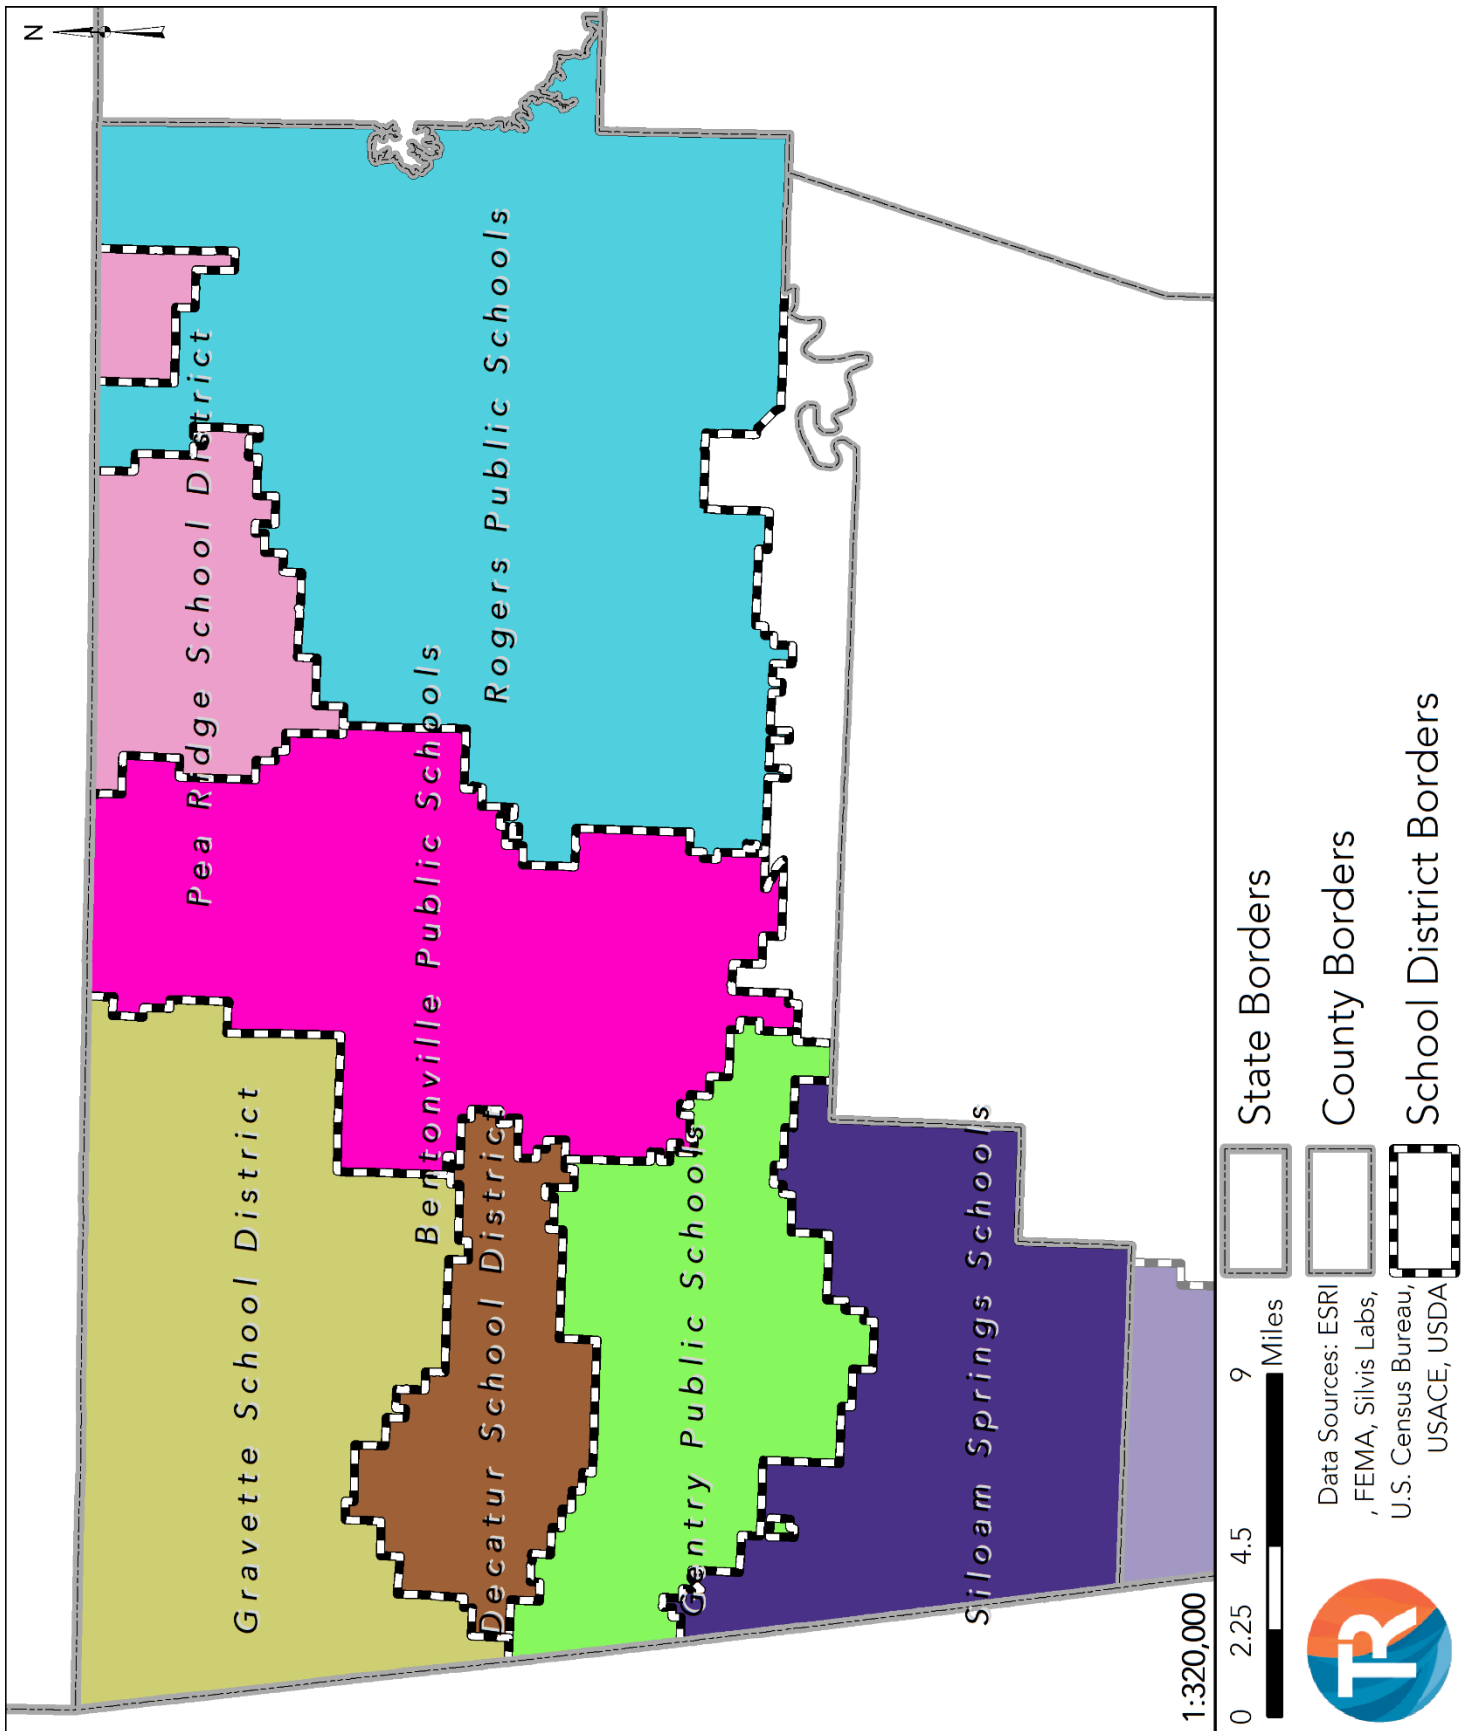 N
Pea Ridge School District
Gravette School District
Bentonville Public Schools
Rogers Public Schools
Decatur School District
Gentry Public Schools
Siloam Springs Schools
1:320,000
0 2.25 4.5 9
Miles
State Borders
County Borders
School District Borders
Data Sources: ESRI
, FEMA, Silvis Labs,
U.S. Census Bureau,
USACE, USDA
TR